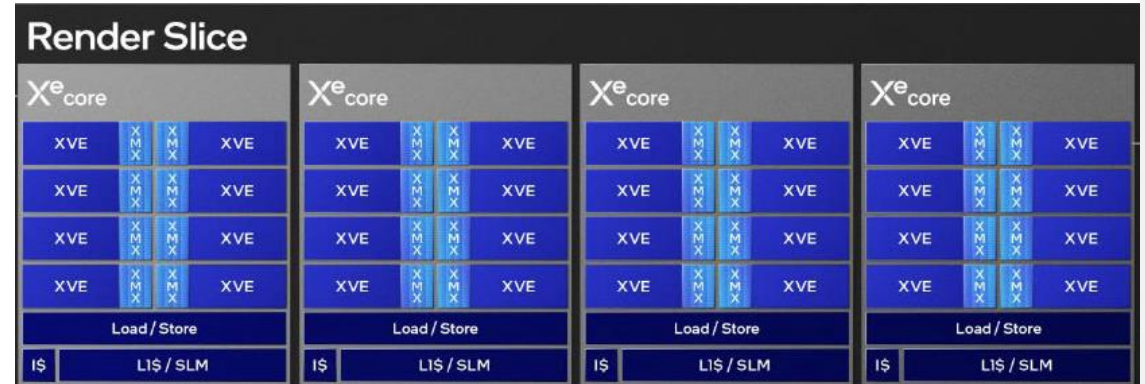 Render Slice
Xe core Xe core Xe core Xe core
XVE XMX XMX XVE XVE XMX XMX XVE XVE XMX XMX XVE XVE XMX XMX XVE
XVE XMX XMX XVE XVE XMX XMX XVE XVE XMX XMX XVE XVE XMX XMX XVE
XVE XMX XMX XVE XVE XMX XMX XVE XVE XMX XMX XVE XVE XMX XMX XVE
XVE XMX XMX XVE XVE XMX XMX XVE XVE XMX XMX XVE XVE XMX XMX XVE
Load / Store Load / Store Load / Store Load / Store
I$ L1$ / SLM I$ L1$ / SLM I$ L1$ / SLM I$ L1$ / SLM